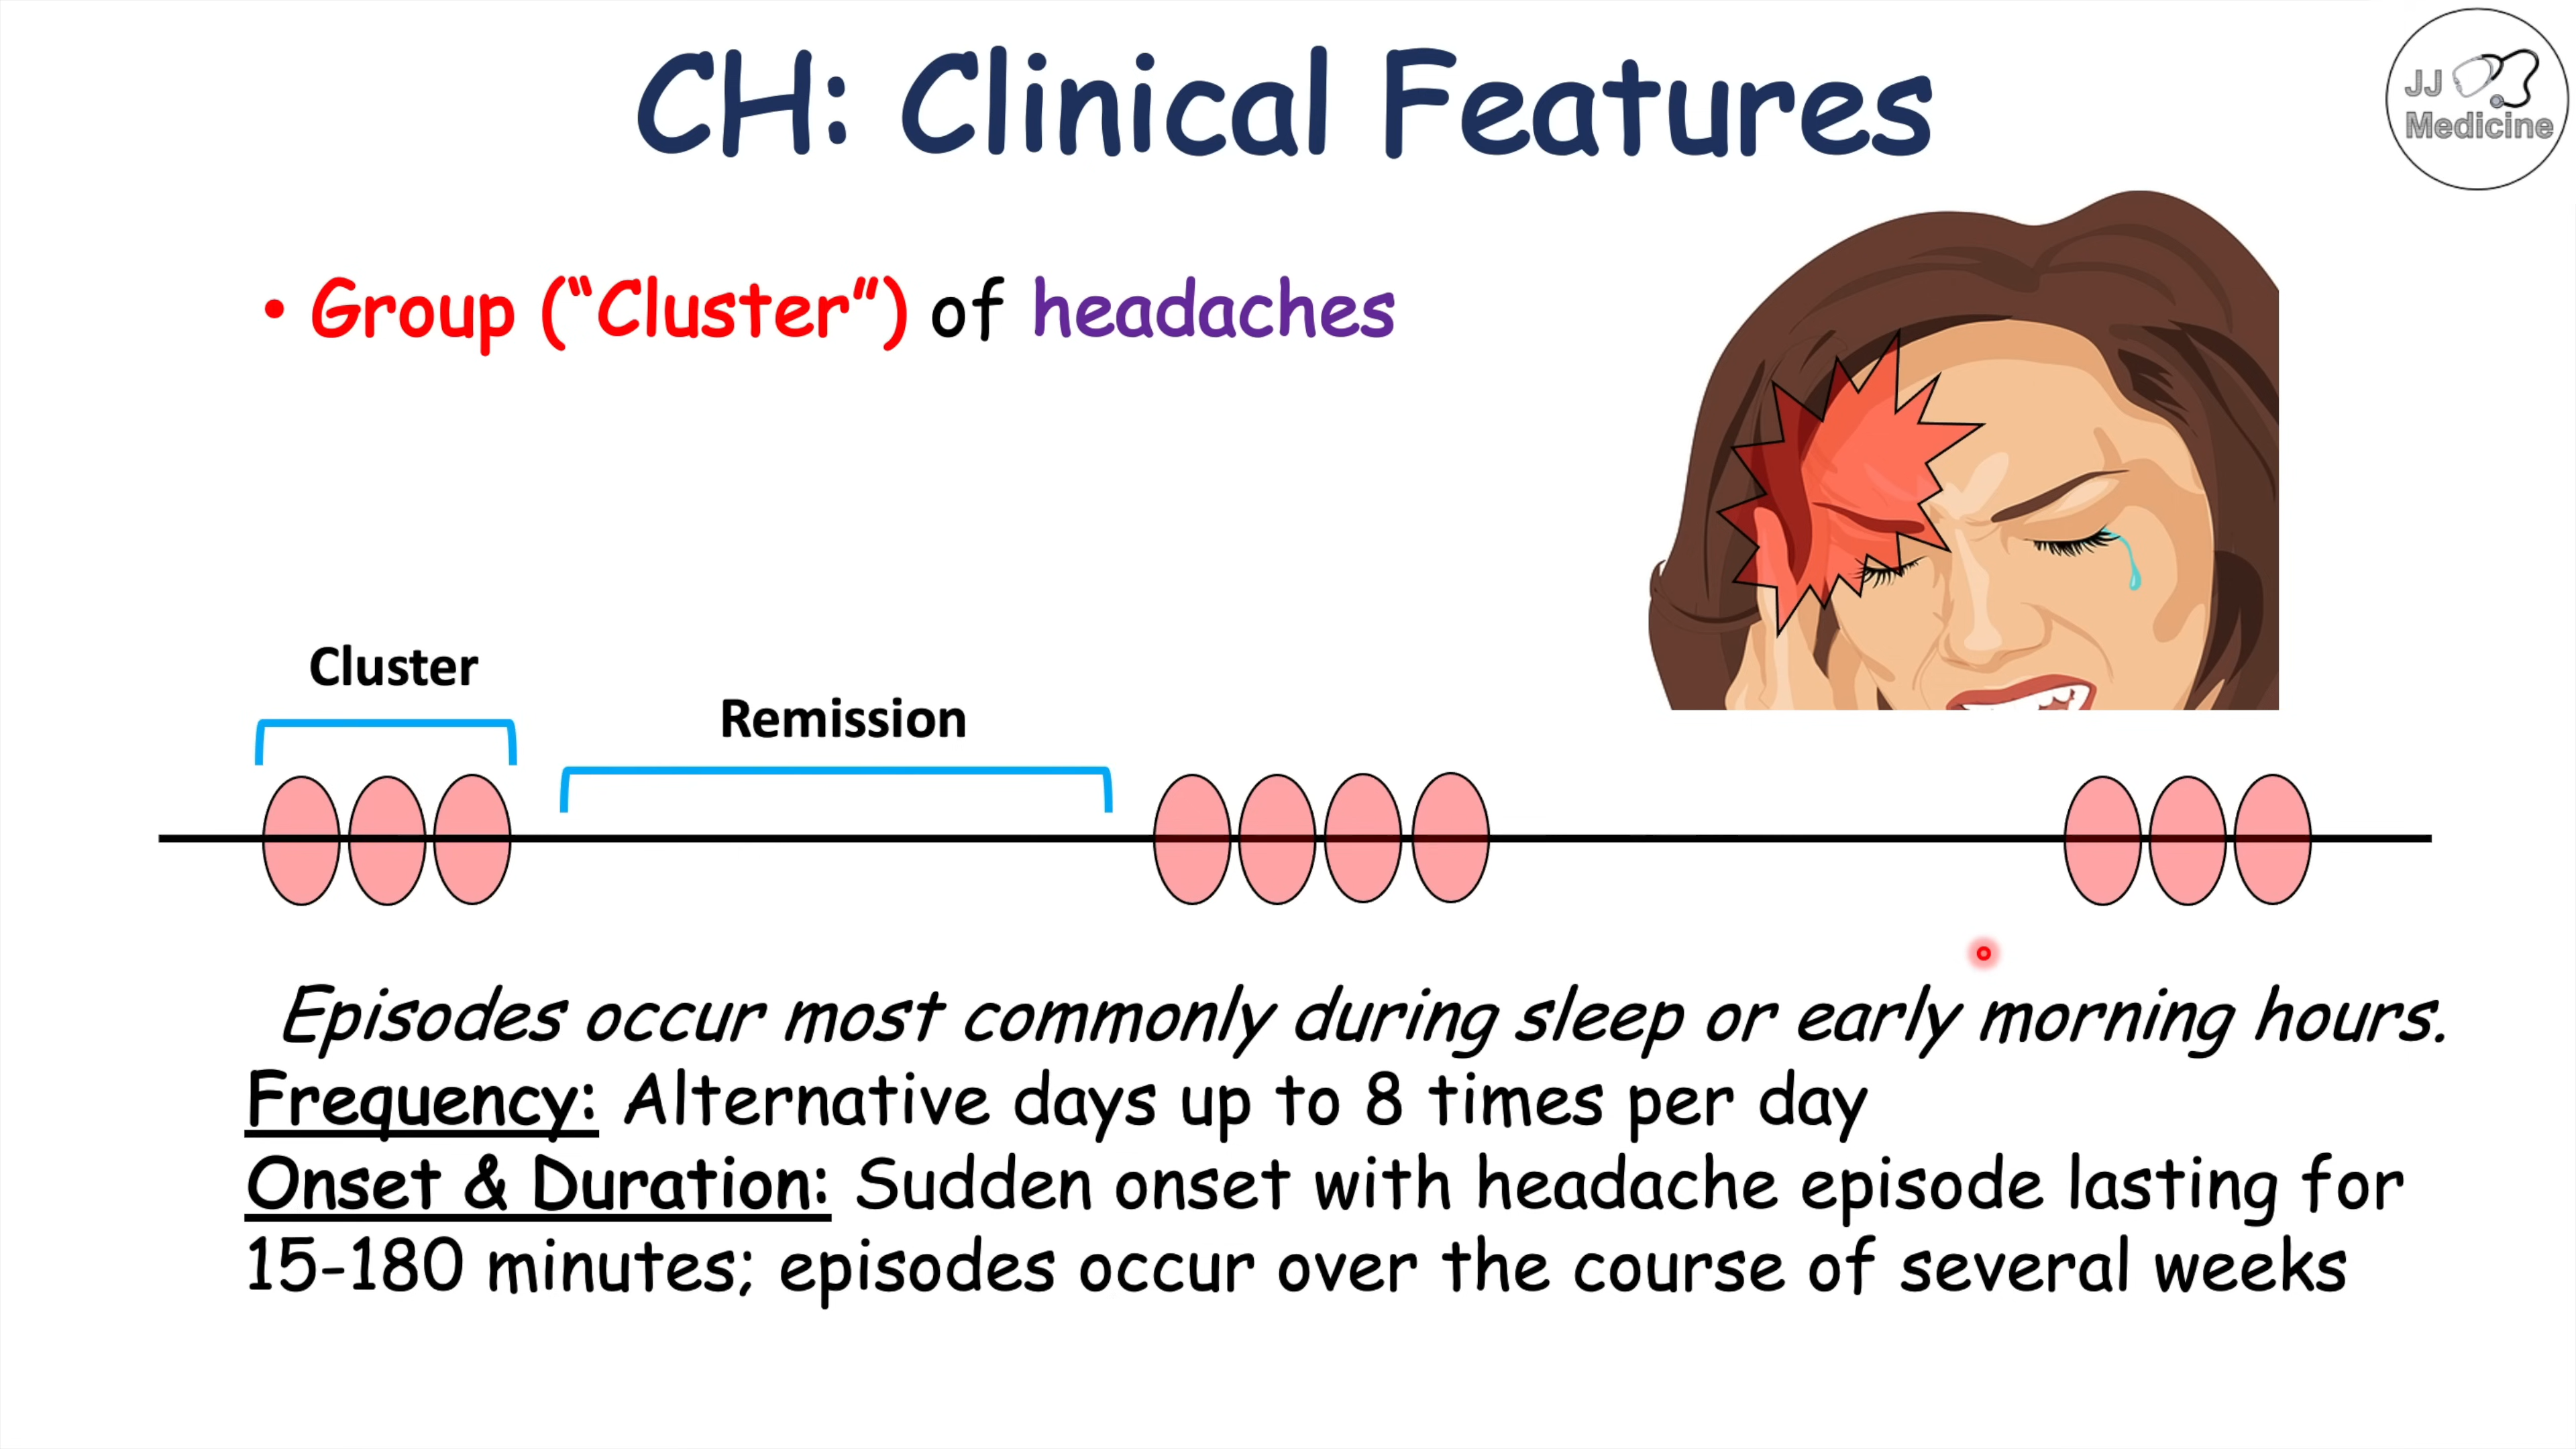 CH: Clinical Features
JJ
Medicine
• Group (“Cluster”) of headaches
Cluster
Remission
Episodes occur most commonly during sleep or early morning hours.
Frequency: Alternative days up to 8 times per day
Onset & Duration: Sudden onset with headache episode lasting for
15-180 minutes; episodes occur over the course of several weeks